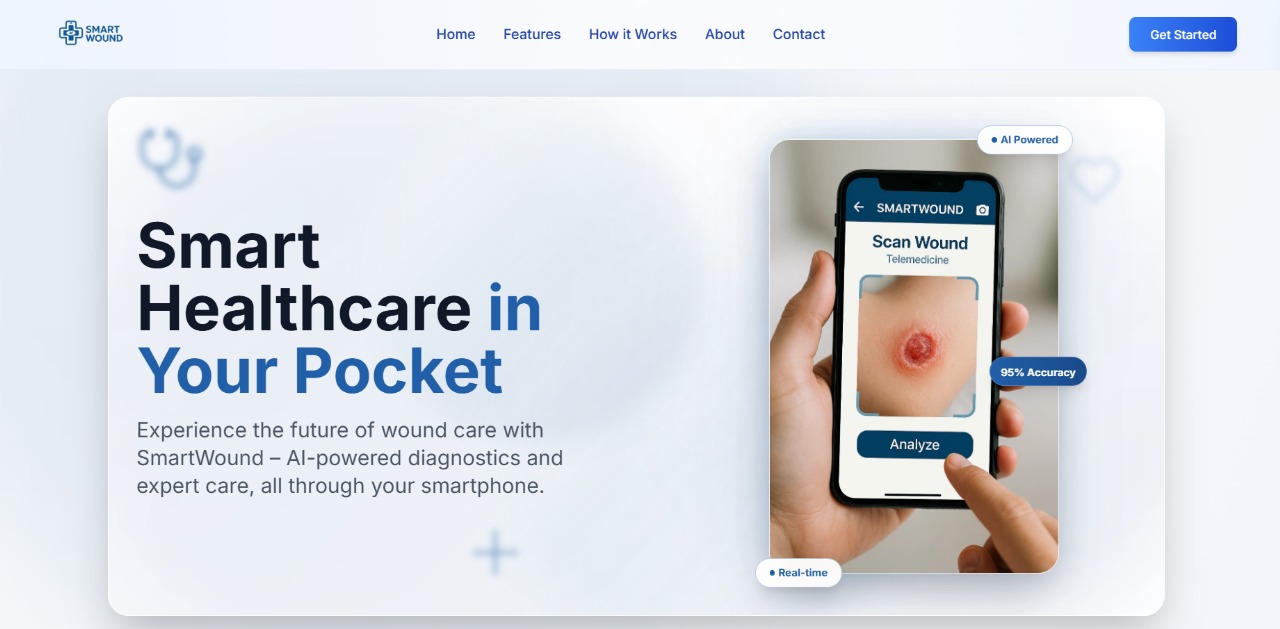 SMART
WOUND
Home
Features
How it Works
About
Contact
Get Started
Smart
Healthcare in
Your Pocket
Experience the future of wound care with
SmartWound – AI-powered diagnostics and
expert care, all through your smartphone.
AI Powered
SMARTWOUND
Scan Wound
Telemedicine
95% Accuracy
Analyze
Real-time